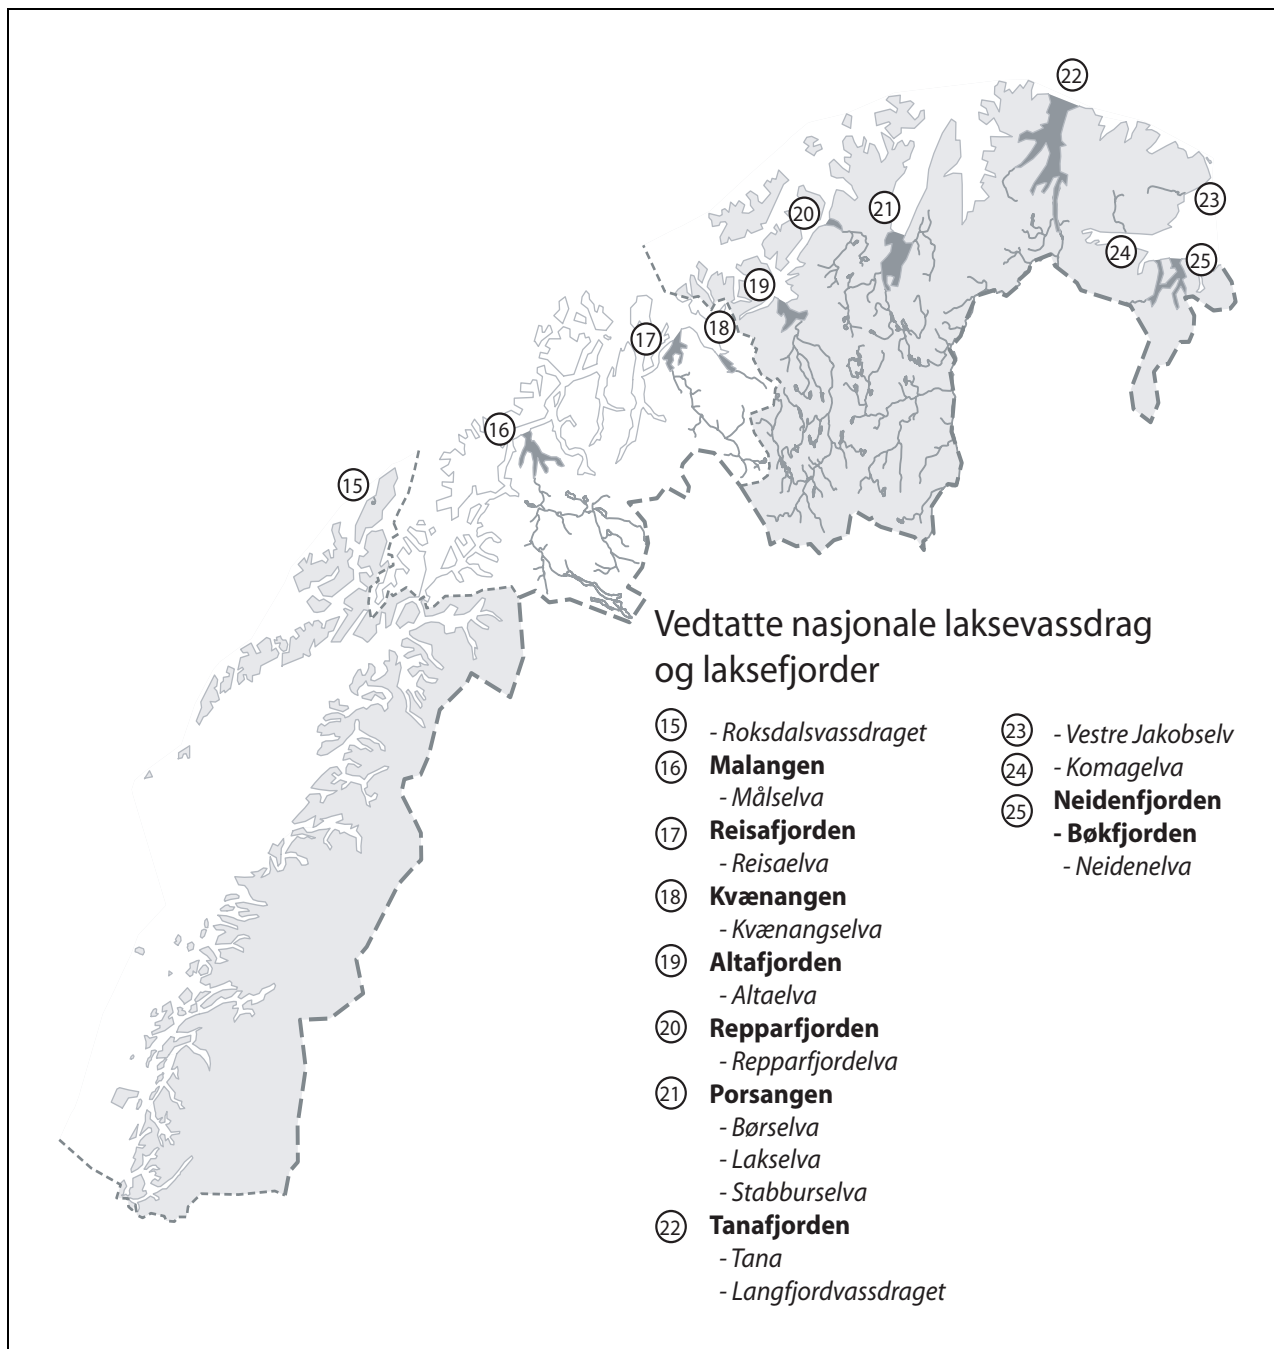 22
23
21
20
24
25
19
18
17
16
15
Vedtatte nasjonale laksevassdrag
og laksefjorder
15 - Roksdalsvassdraget
16 Malangen
- Målselva
17 Reisafjorden
- Reisaelva
18 Kvænangen
- Kvænangselva
19 Altafjorden
- Altaelva
20 Repparfjorden
- Repparfjordelva
21 Porsangen
- Børselva
- Lakselva
- Stabburselva
22 Tanafjorden
- Tana
- Langfjordvassdraget
23 - Vestre Jakobselv
24 - Komagelva
25 Neidenfjorden
- Bøkfjorden
- Neidenelva